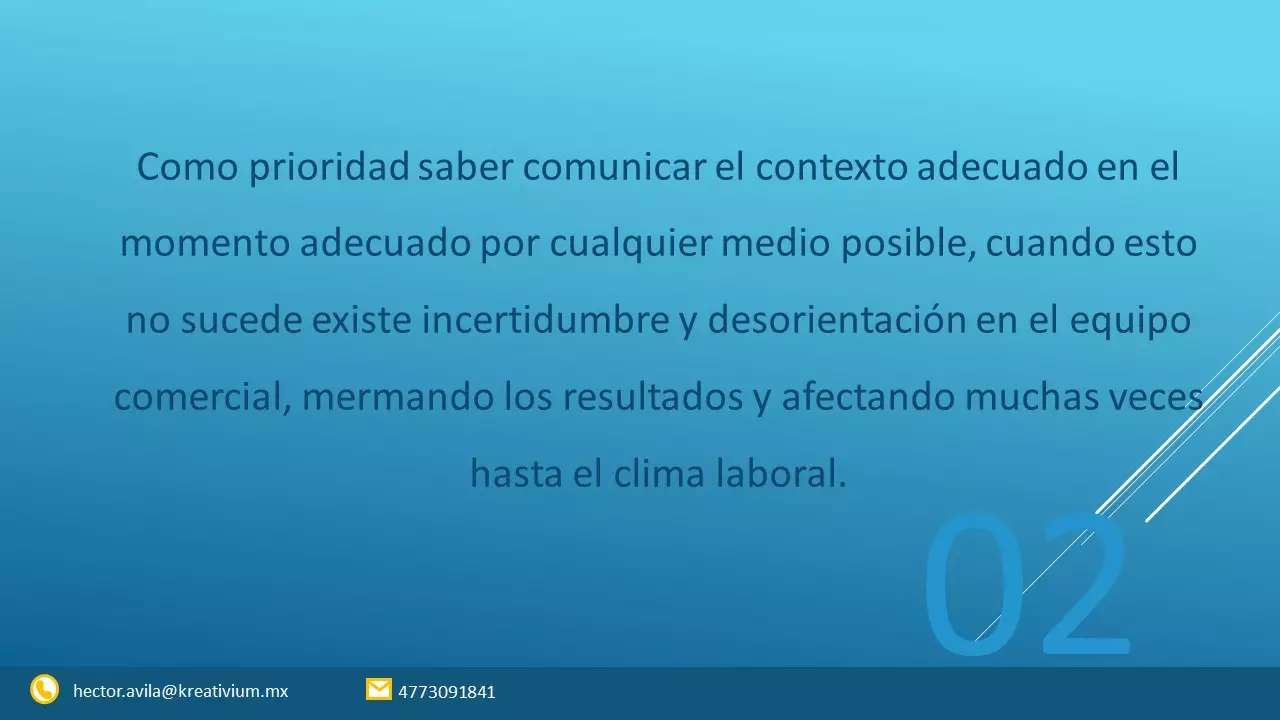 Como prioridad saber comunicar el contexto adecuado en el
momento adecuado por cualquier medio posible, cuando esto
no sucede existe incertidumbre y desorientación en el equipo
comercial, mermando los resultados y afectando muchas veces
hasta el clima laboral.
02
hector.avila@kreativium.mx 4773091841